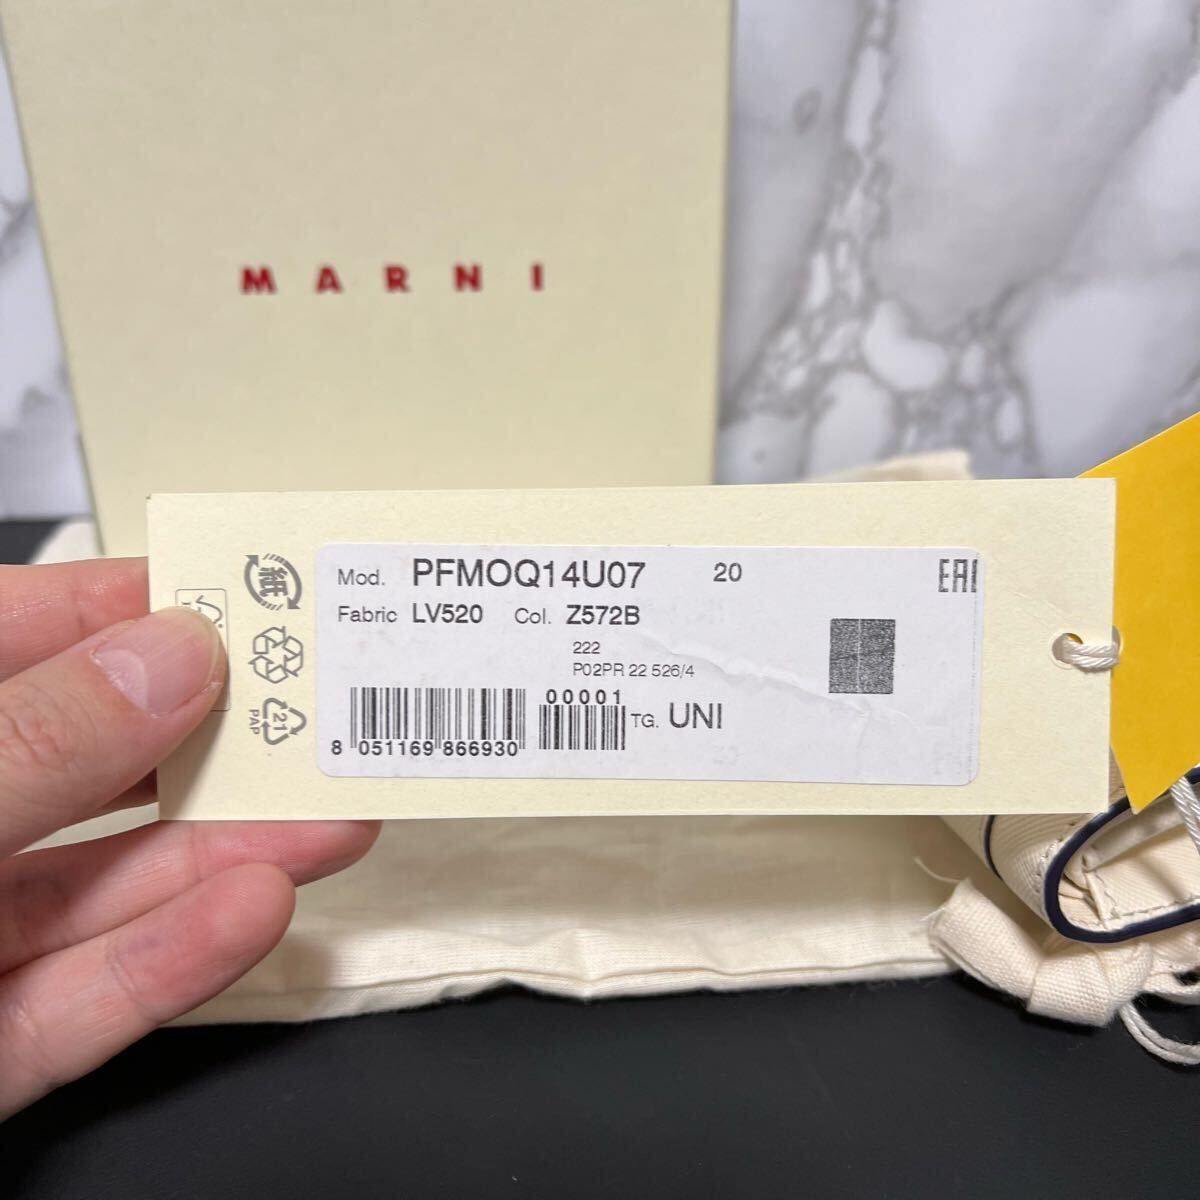 MARNI
Mod. PFMOQ14U07 20
EAC
Fabric LV520 Col. Z572B
222
P02PR 22 526/4
00001
TG. UNI
8 051169 866930
紙
21
PAP